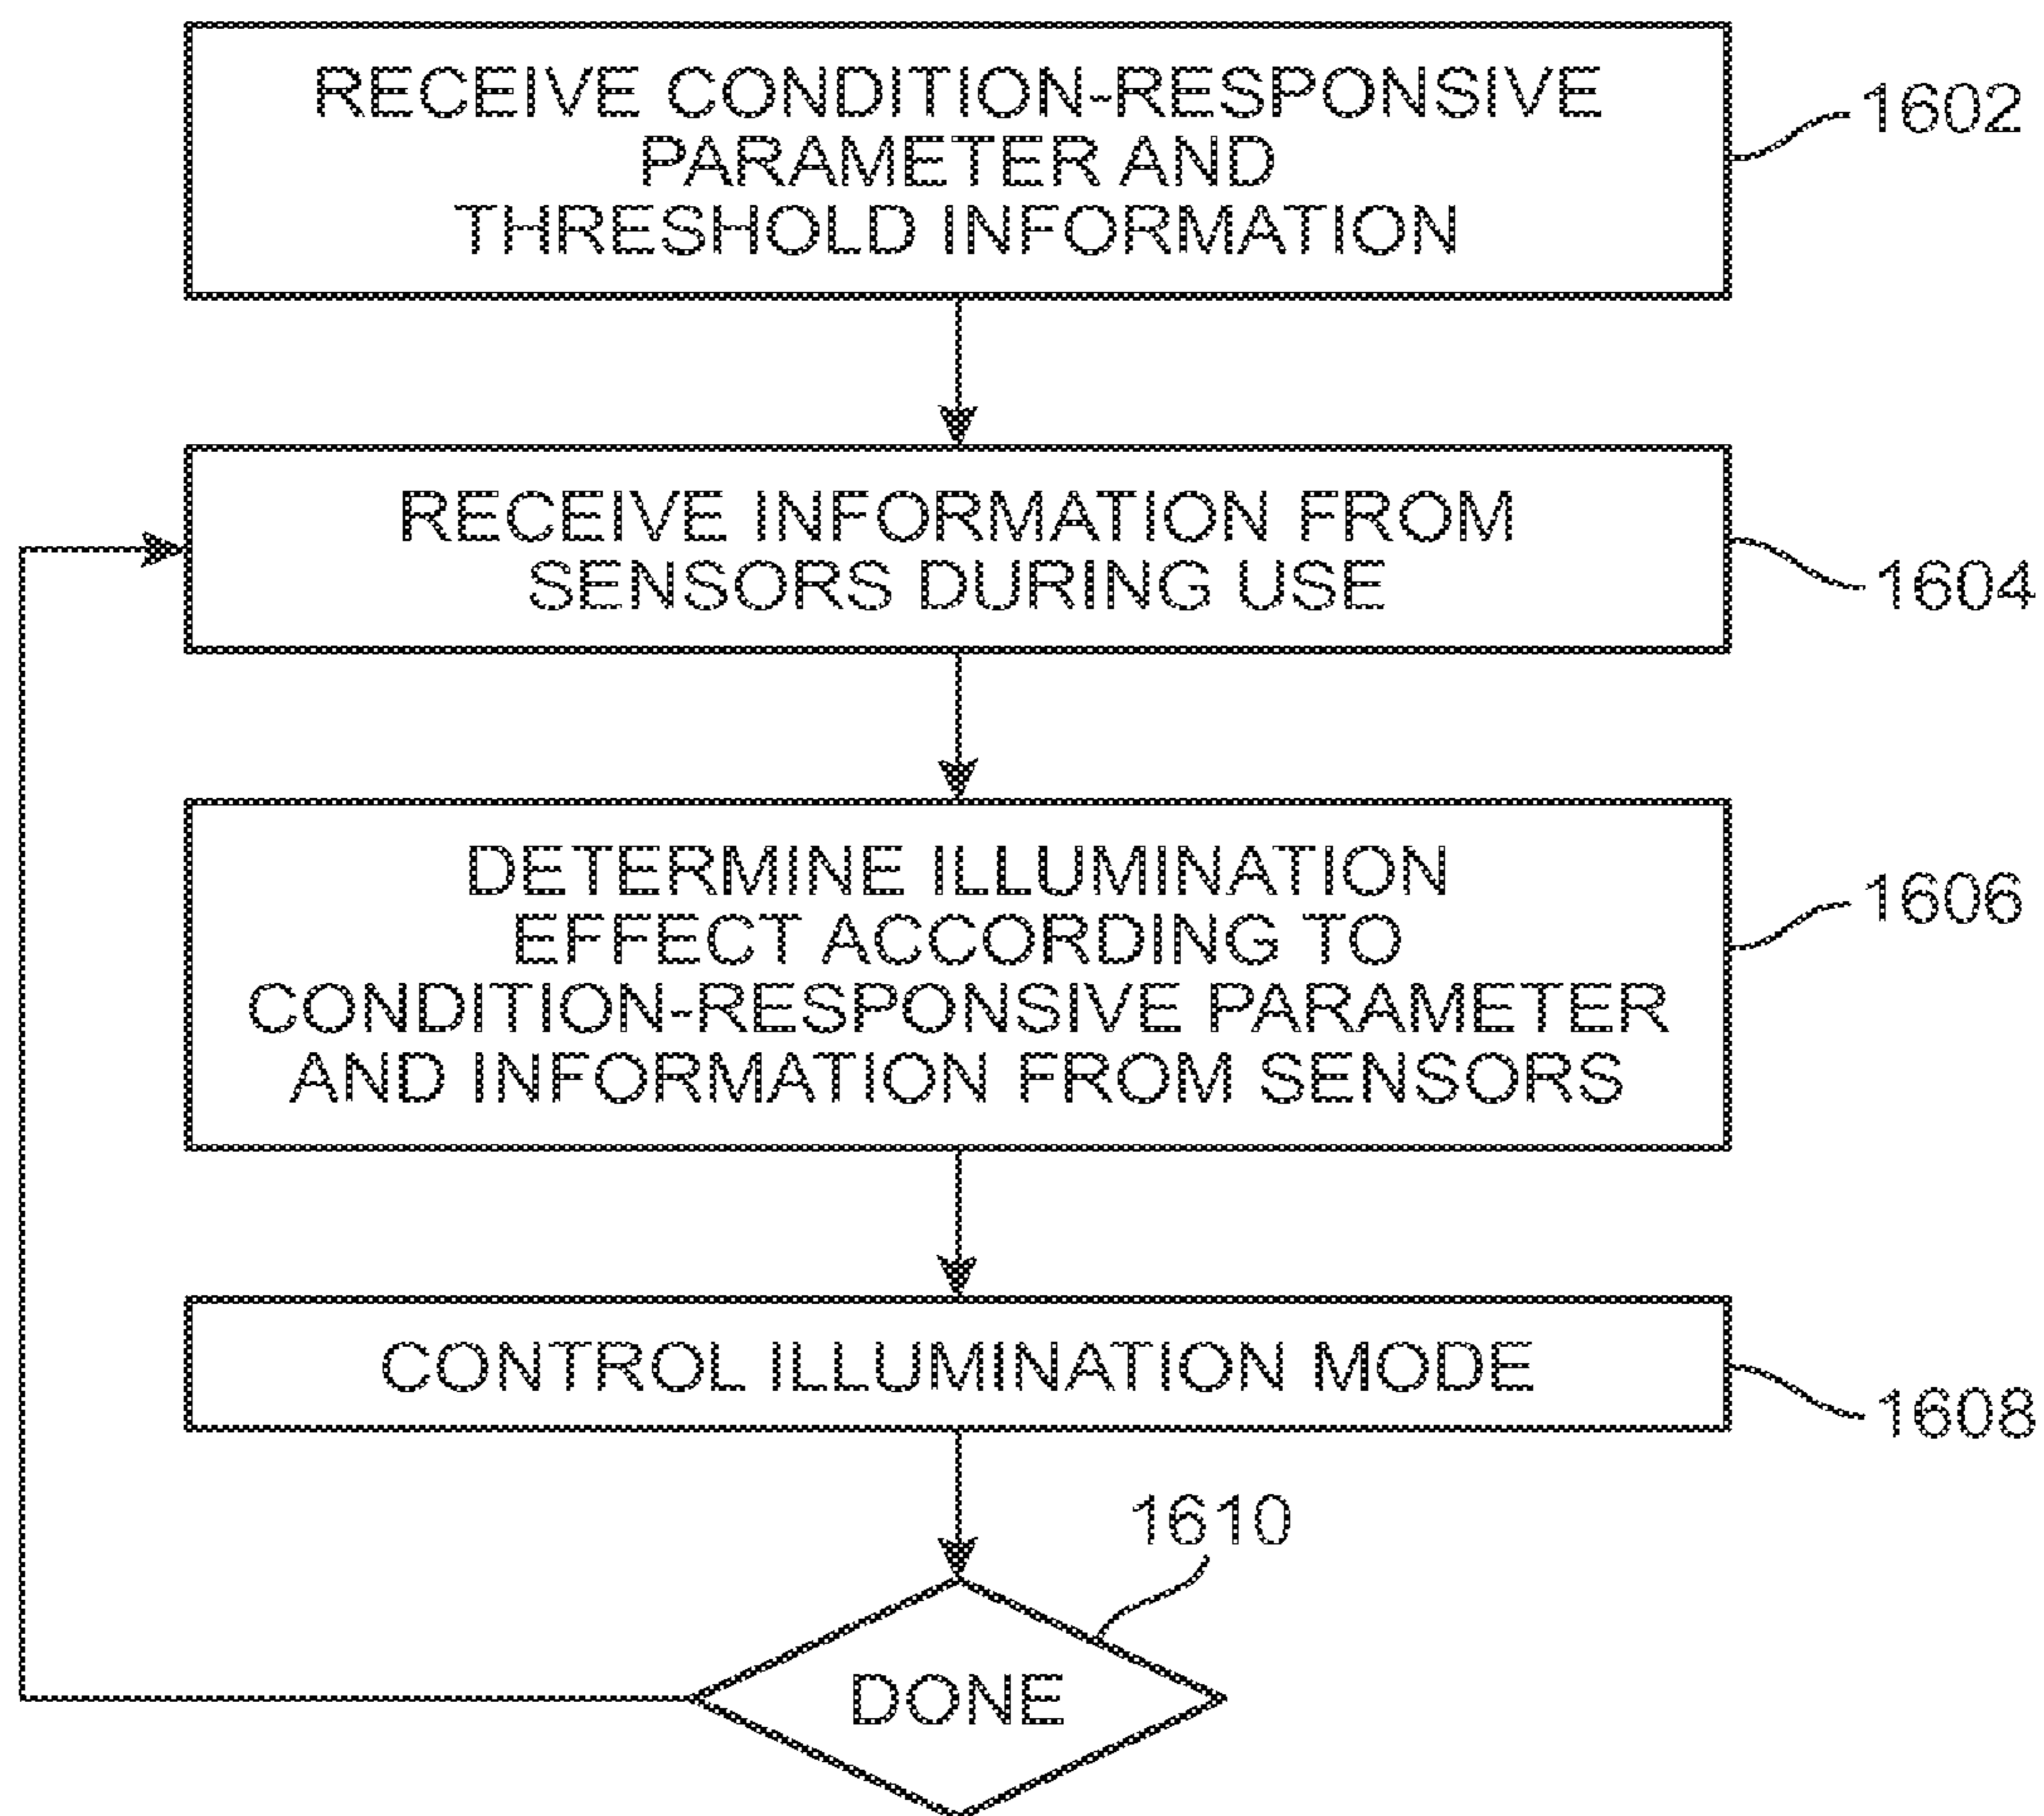 RECEIVE CONDITION-RESPONSIVE
PARAMETER AND
THRESHOLD INFORMATION
1602
RECEIVE INFORMATION FROM
SENSORS DURING USE
1604
DETERMINE ILLUMINATION
EFFECT ACCORDING TO
CONDITION-RESPONSIVE PARAMETER
AND INFORMATION FROM SENSORS
1606
CONTROL ILLUMINATION MODE
1608
1610
DONE